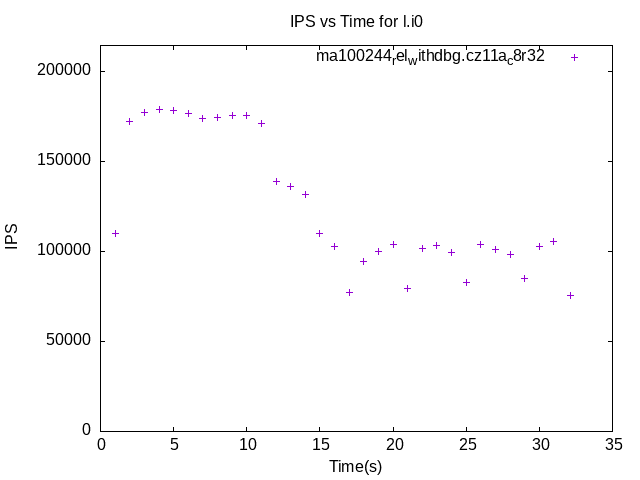 IPS vs Time for l.i0
ma100244relwithdbg.cz11ac8r32
200000
150000
100000
50000
0
IPS
0 5 10 15 20 25 30 35
Time(s)